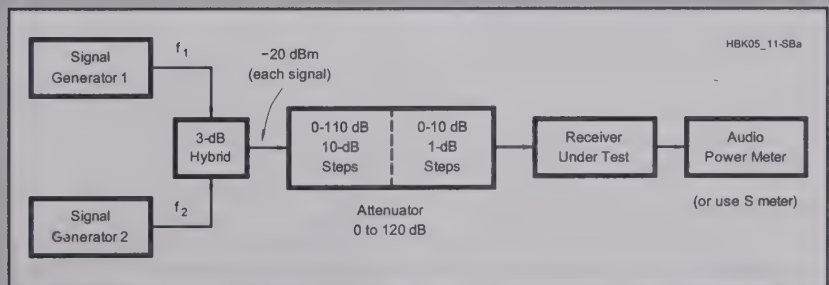 HBK05_11-SBa
Signal
Generator 1
f1
−20 dBm
(each signal)
3-dB
Hybrid
0-110 dB
10-dB
Steps
0-10 dB
1-dB
Steps
Attenuator
0 to 120 dB
Receiver
Under Test
Audio
Power Meter
(or use S meter)
Signal
Generator 2
f2